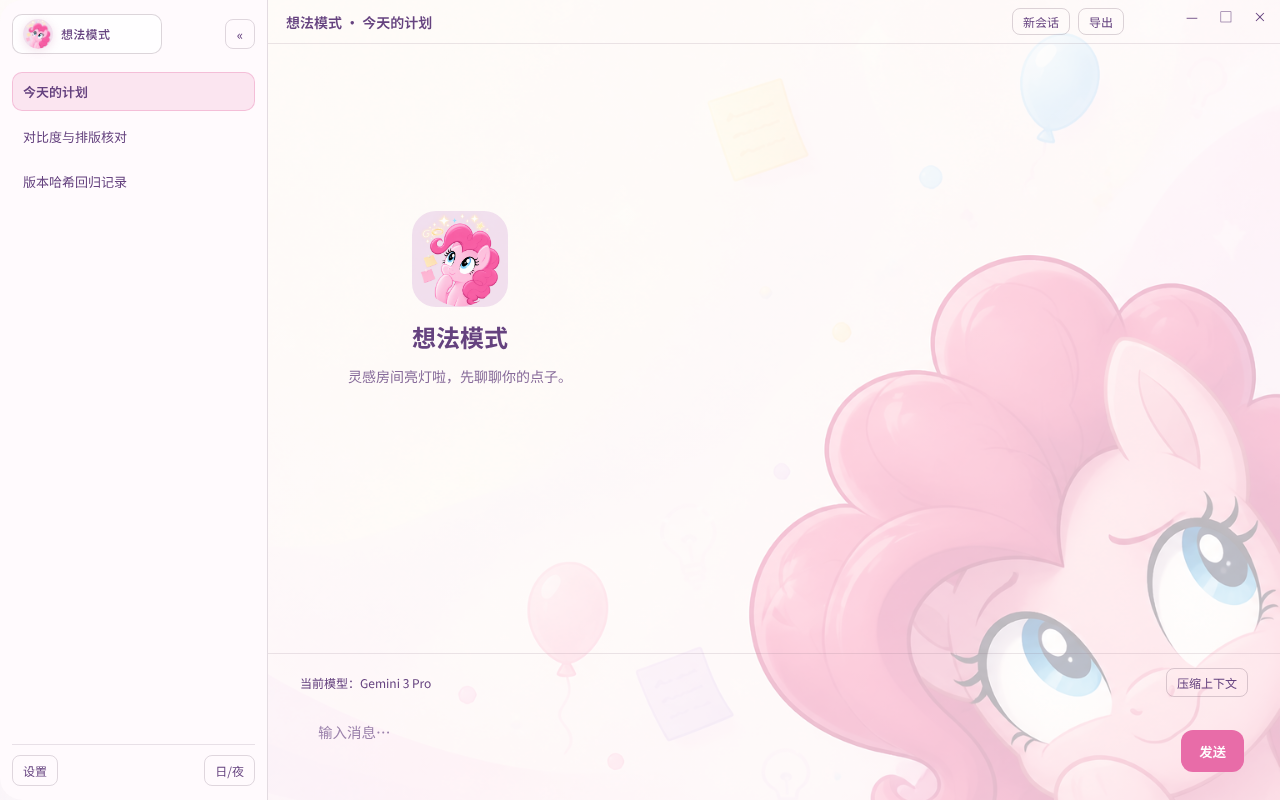 想法模式
«
今天的计划
对比度与排版核对
版本哈希回归记录
设置
日/夜
想法模式 • 今天的计划
新会话
导出
想法模式
灵感房间亮灯啦，先聊聊你的点子。
当前模型：Gemini 3 Pro
压缩上下文
输入消息…
发送